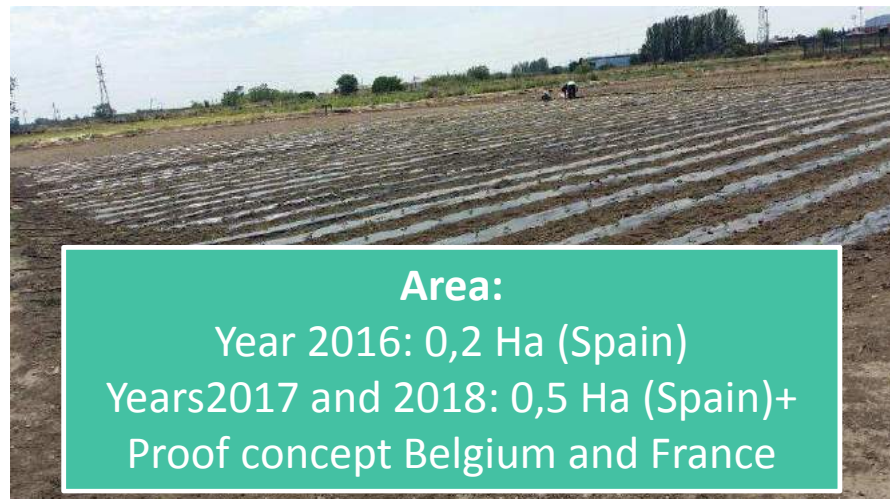 Area:
Year 2016: 0,2 Ha (Spain)
Years2017 and 2018: 0,5 Ha (Spain)+
Proof concept Belgium and France